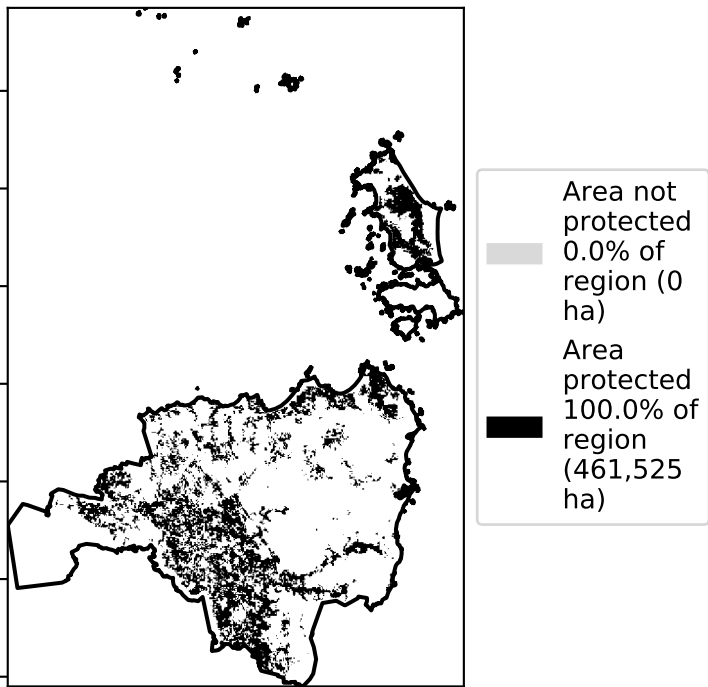 Area not
protected
0.0% of
region (0
ha)
Area
protected
100.0% of
region
(461,525
ha)